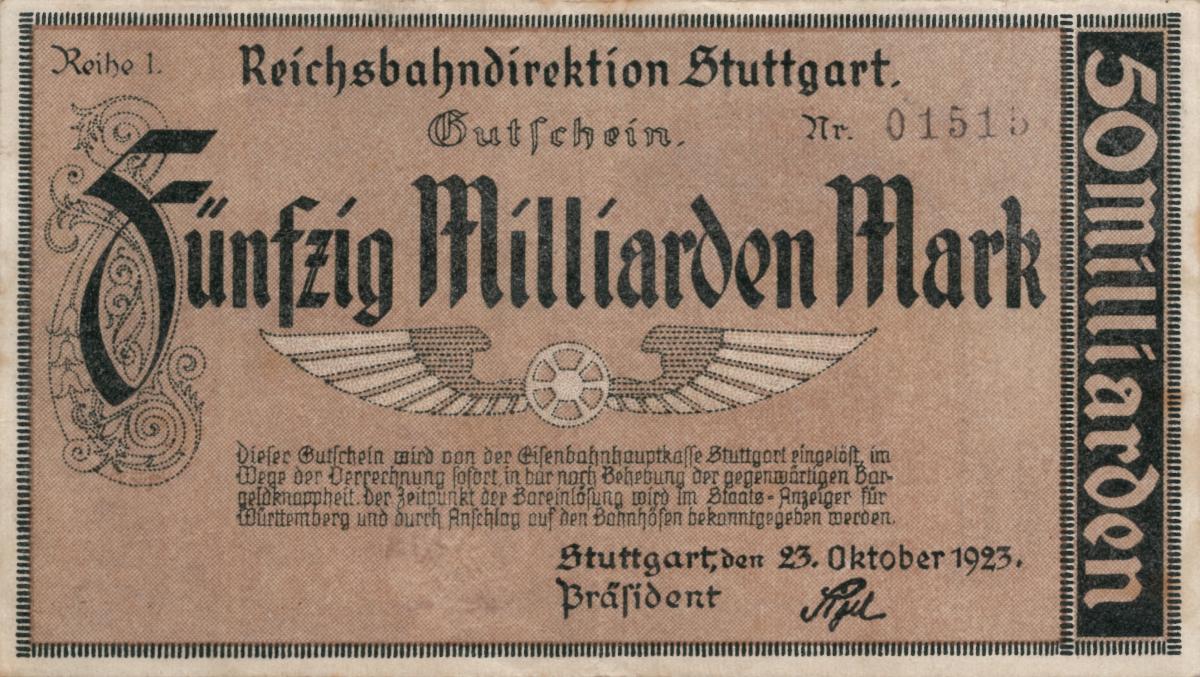 Reihe 1.
Reichsbahndirektion Stuttgart.
Gutschein.
Nr. 01515
Fünfzig Milliarden Mark
Dieser Gutschein wird von der Eisenbahnhauptkasse Stuttgart eingelöst, im
Wege der Verrechnung sofort, in bar nach Behebung der gegenwärtigen Bar-
geldknappheit. Der Zeitpunkt der Bareinlösung wird im Staats-Anzeiger für
Württemberg und durch Anschlag auf den Bahnhöfen bekanntgegeben werden.
Stuttgart, den 23. Oktober 1923.
Präsident
50 Milliarden